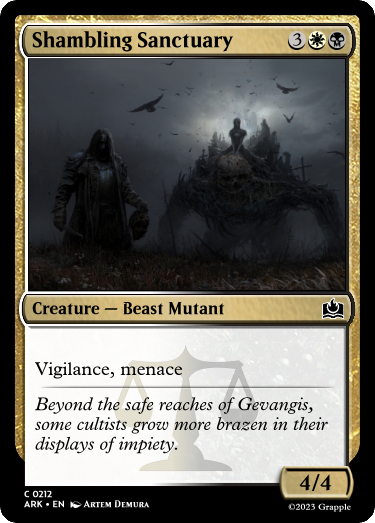 Shambling Sanctuary 3
Creature — Beast Mutant
Vigilance, menace
Beyond the safe reaches of Gevangis,
some cultists grow more brazen in their
displays of impiety.
4/4
C 0212
ARK • EN Artem Demura
©2023 Grapple